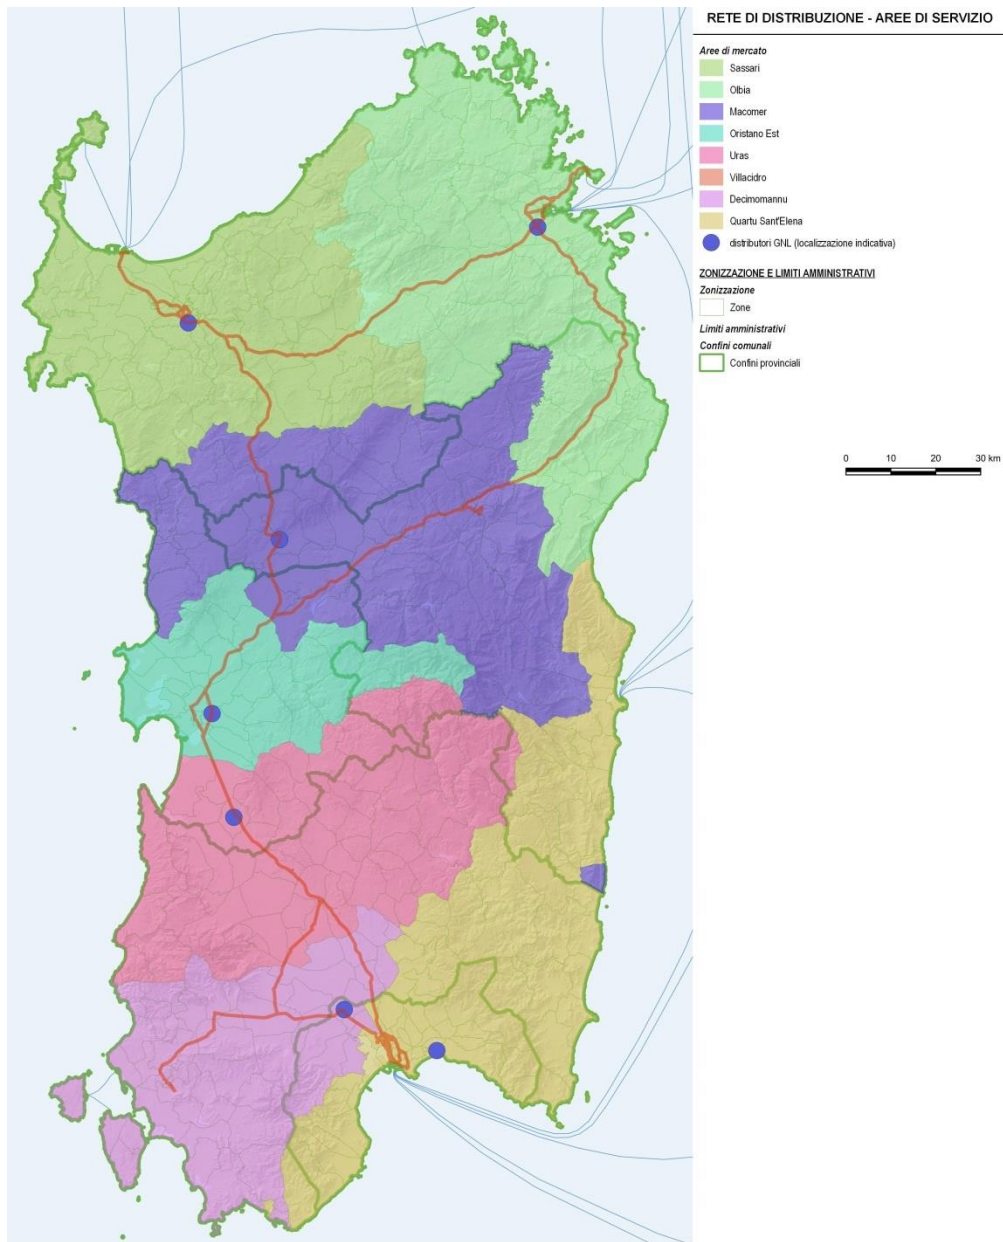 RETE DI DISTRIBUZIONE - AREE DI SERVIZIO
Aree di mercato
Sassari
Olbia
Macomer
Oristano Est
Uras
Villacidro
Decimomannu
Quartu Sant'Elena
distributori GNL (localizzazione indicativa)
ZONIZZAZIONE E LIMITI AMMINISTRATIVI
Zonizzazione
Zone
Limiti amministrativi
Confini comunali
Confini provinciali
0 10 20 30 km